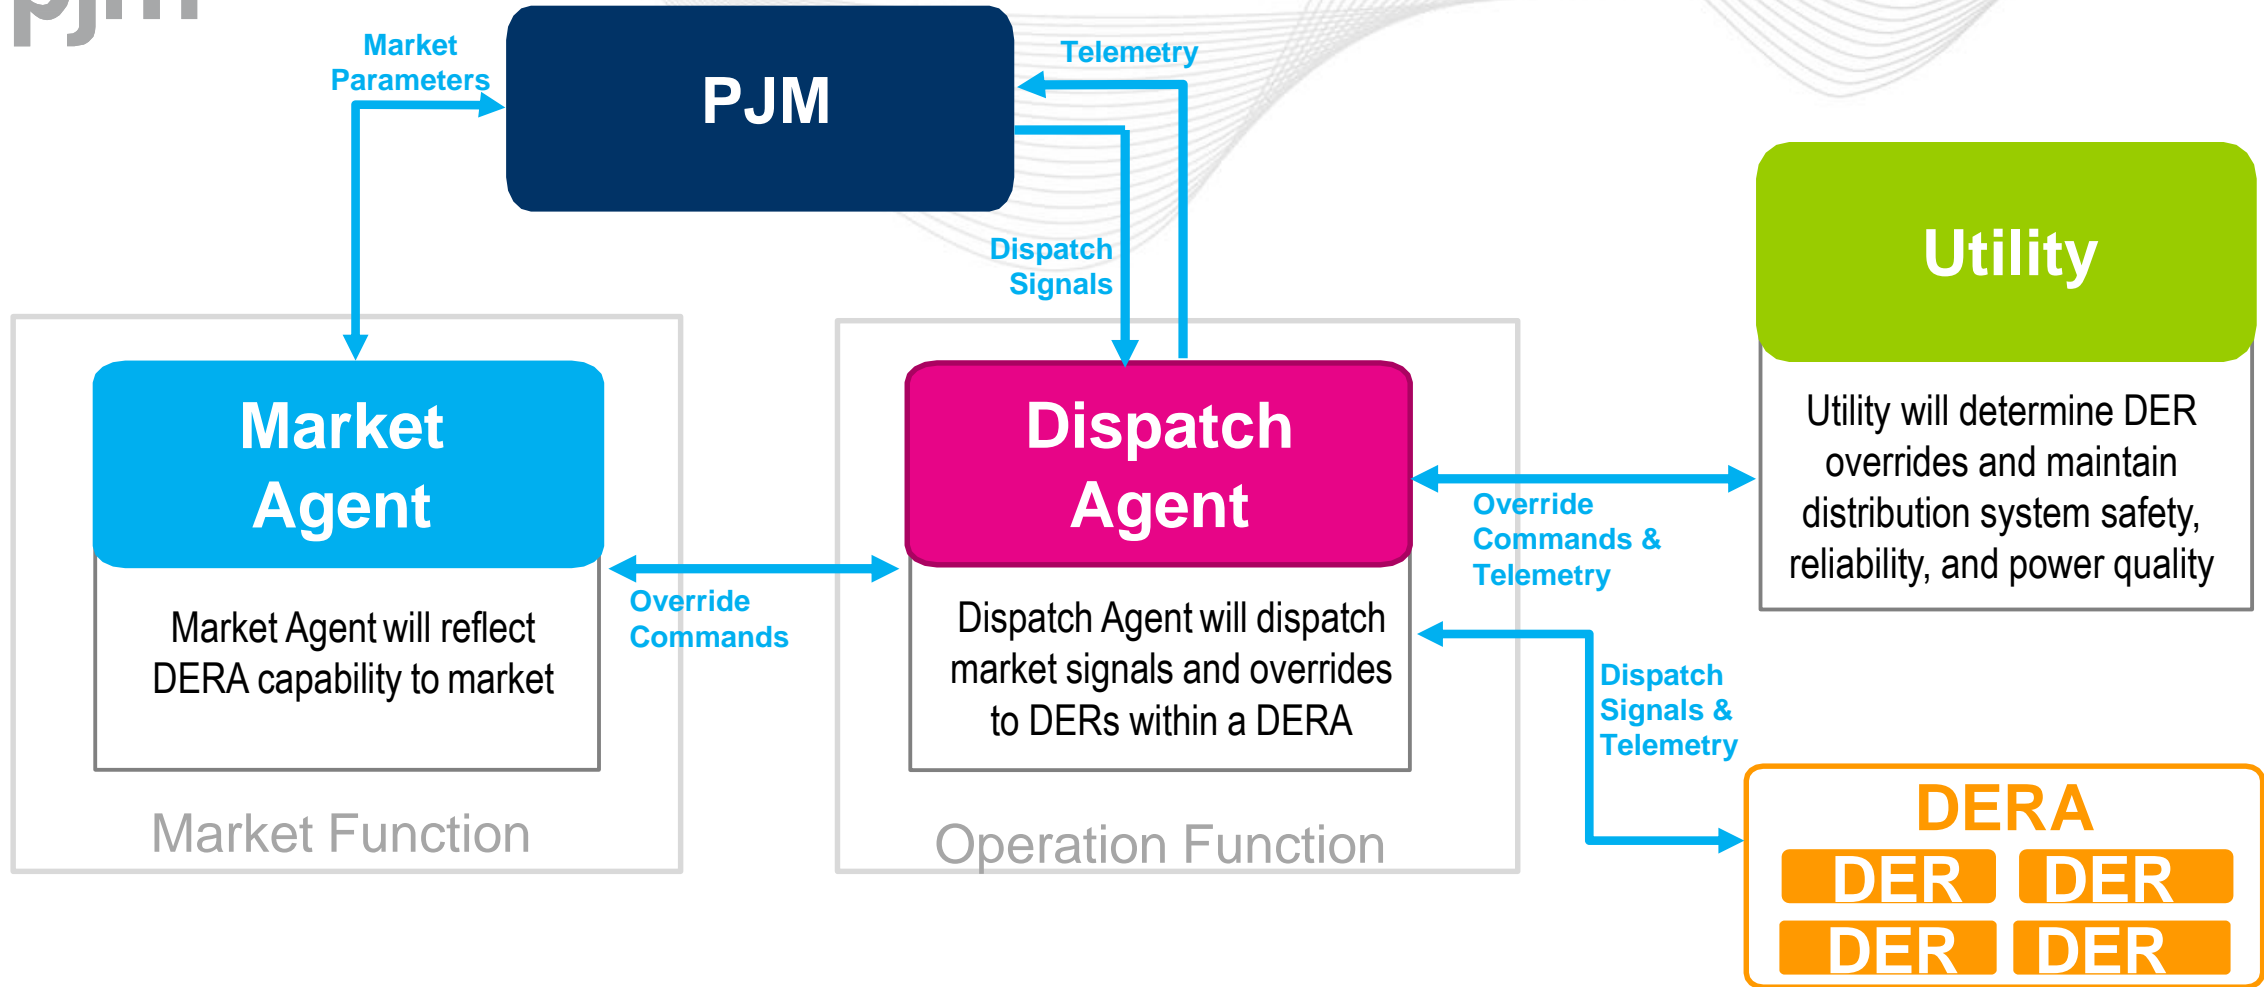 pjm
Market
Parameters
PJM
Telemetry
Dispatch
Signals
Utility
Utility will determine DER
overrides and maintain
distribution system safety,
reliability, and power quality
Market
Agent
Market Agent will reflect
DERA capability to market
Market Function
Override
Commands
Dispatch
Agent
Dispatch Agent will dispatch
market signals and overrides
to DERs within a DERA
Operation Function
Override
Commands &
Telemetry
Dispatch
Signals &
Telemetry
DERA
DER DER
DER DER